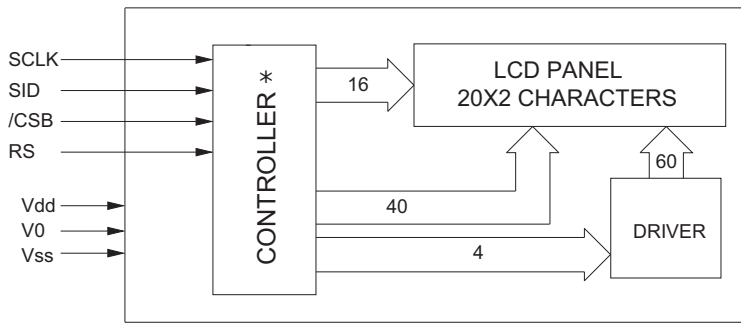 SCLK
SID
/CSB
RS
Vdd
V0
Vss
CONTROLLER *
16
LCD PANEL
20X2 CHARACTERS
40
60
4
DRIVER